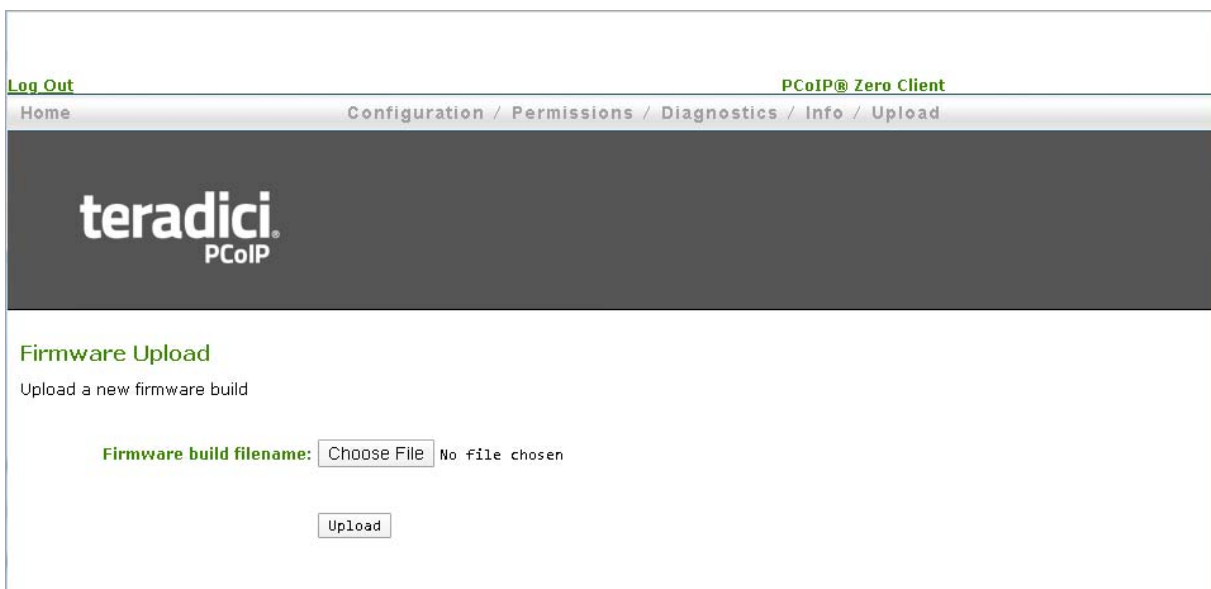 Log Out PCoIP® Zero Client
Home Configuration / Permissions / Diagnostics / Info / Upload
teradici.
PCoIP
Firmware Upload
Upload a new firmware build
Firmware build filename: Choose File No file chosen
Upload